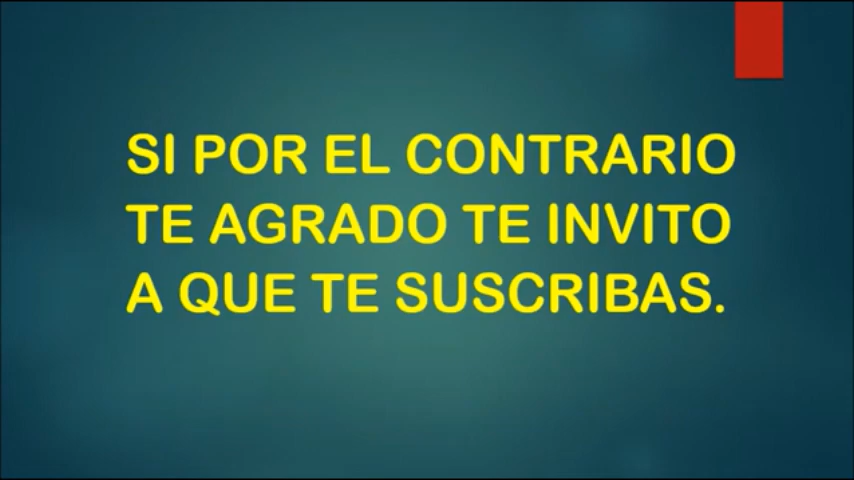 SI POR EL CONTRARIO
TE AGRADO TE INVITO
A QUE TE SUSCRIBAS.